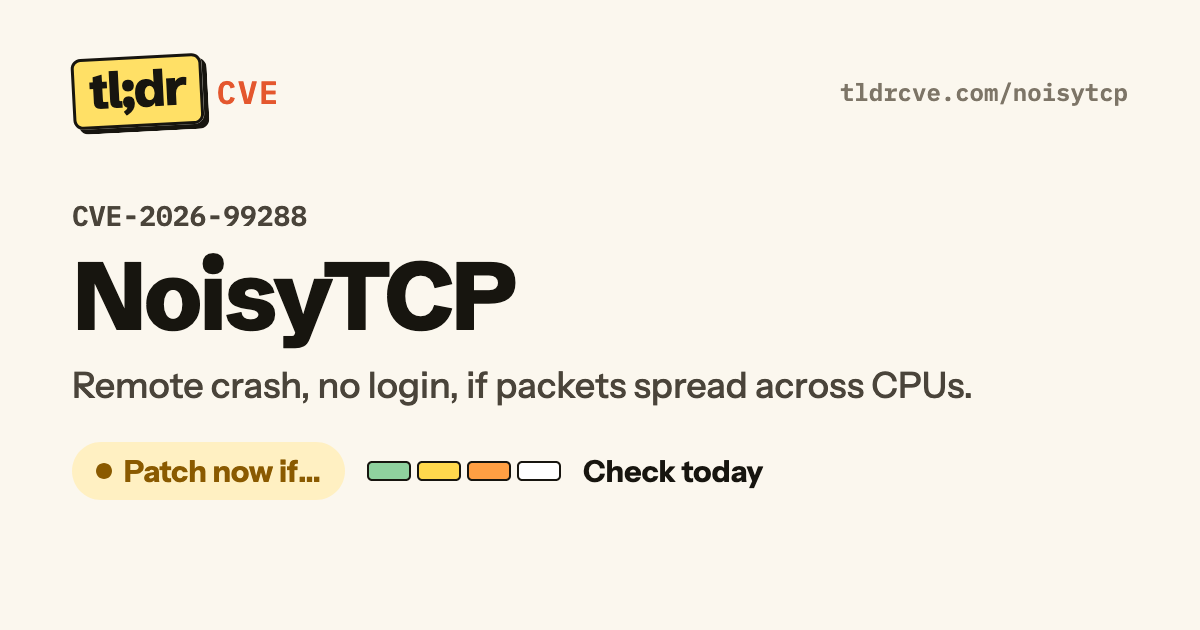 tl;dr CVE
tldrcve.com/noisytcp
CVE-2026-99288
NoisyTCP
Remote crash, no login, if packets spread across CPUs.
Patch now if...
Check today